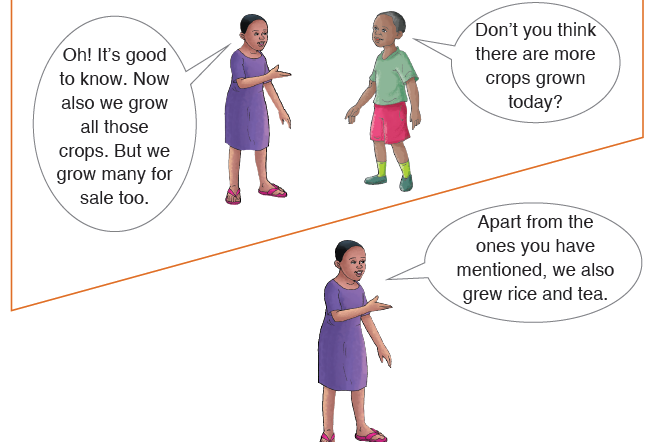 Oh! It’s good
to know. Now
also we grow
all those
crops. But we
grow many for
sale too.
Don’t you think
there are more
crops grown
today?
Apart from the
ones you have
mentioned, we also
grew rice and tea.